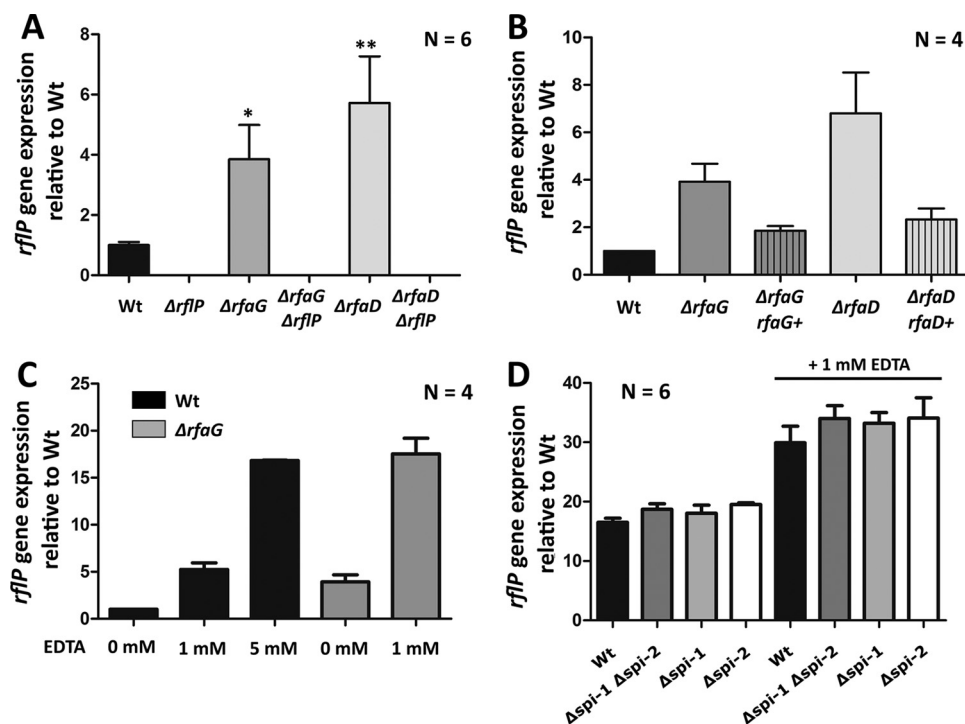 A
N = 6
rflP gene expression
relative to Wt
8
6
4
2
0
*
**
Wt
ΔrflP
ΔrfaG
ΔrfaG
ΔrflP
ΔrfaD
ΔrfaD
ΔrflP
B
N = 4
rflP gene expression
relative to Wt
10
8
6
4
2
0
Wt
ΔrfaG
ΔrfaG
rfaG+
ΔrfaD
ΔrfaD
rfaD+
C
N = 4
Wt
ΔrfaG
rflP gene expression
relative to Wt
25
20
15
10
5
0
EDTA 0 mM 1 mM 5 mM 0 mM 1 mM
D
N = 6
+ 1 mM EDTA
rflP gene expression
relative to Wt
40
30
20
10
0
Wt
Δspi-1 Δspi-2
Δspi-1
Δspi-2
Wt
Δspi-1 Δspi-2
Δspi-1
Δspi-2